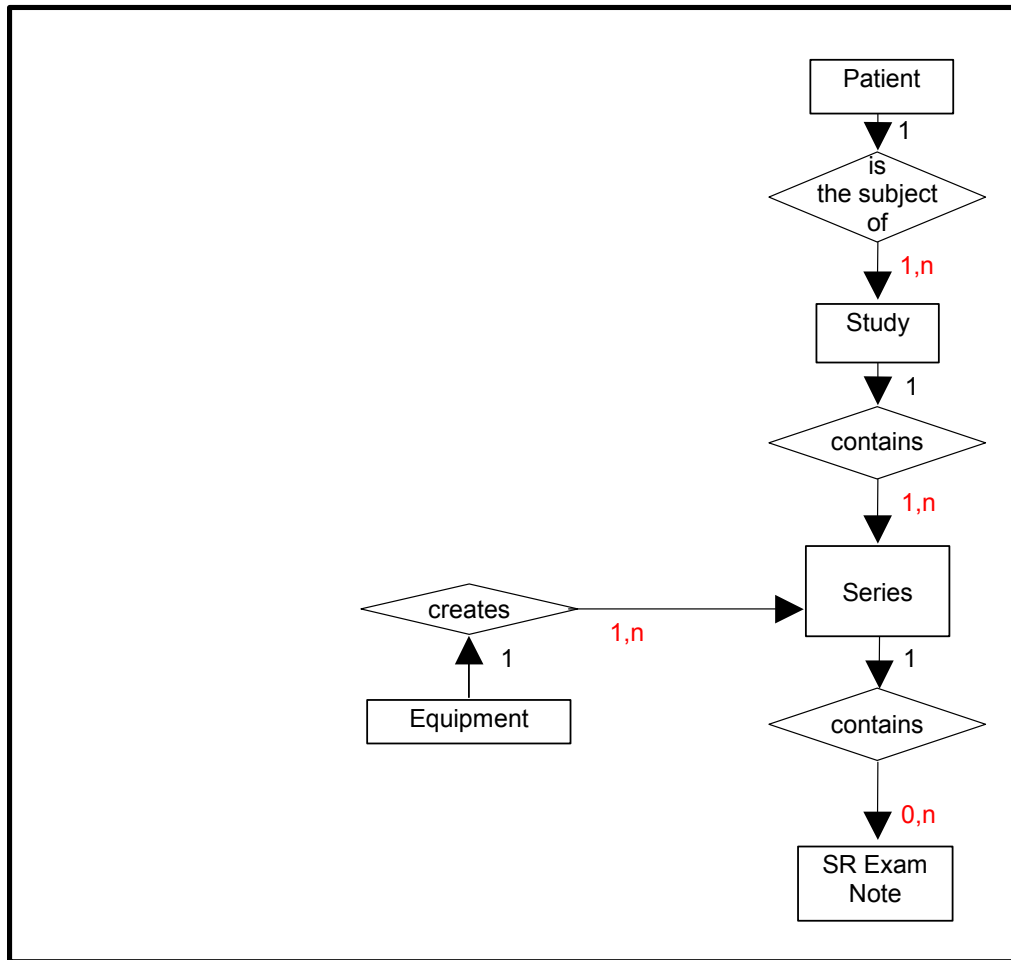 Patient
1
is
the subject
of
1,n
Study
1
contains
1,n
Series
creates
1,n
1
1
Equipment
contains
0,n
SR Exam
Note